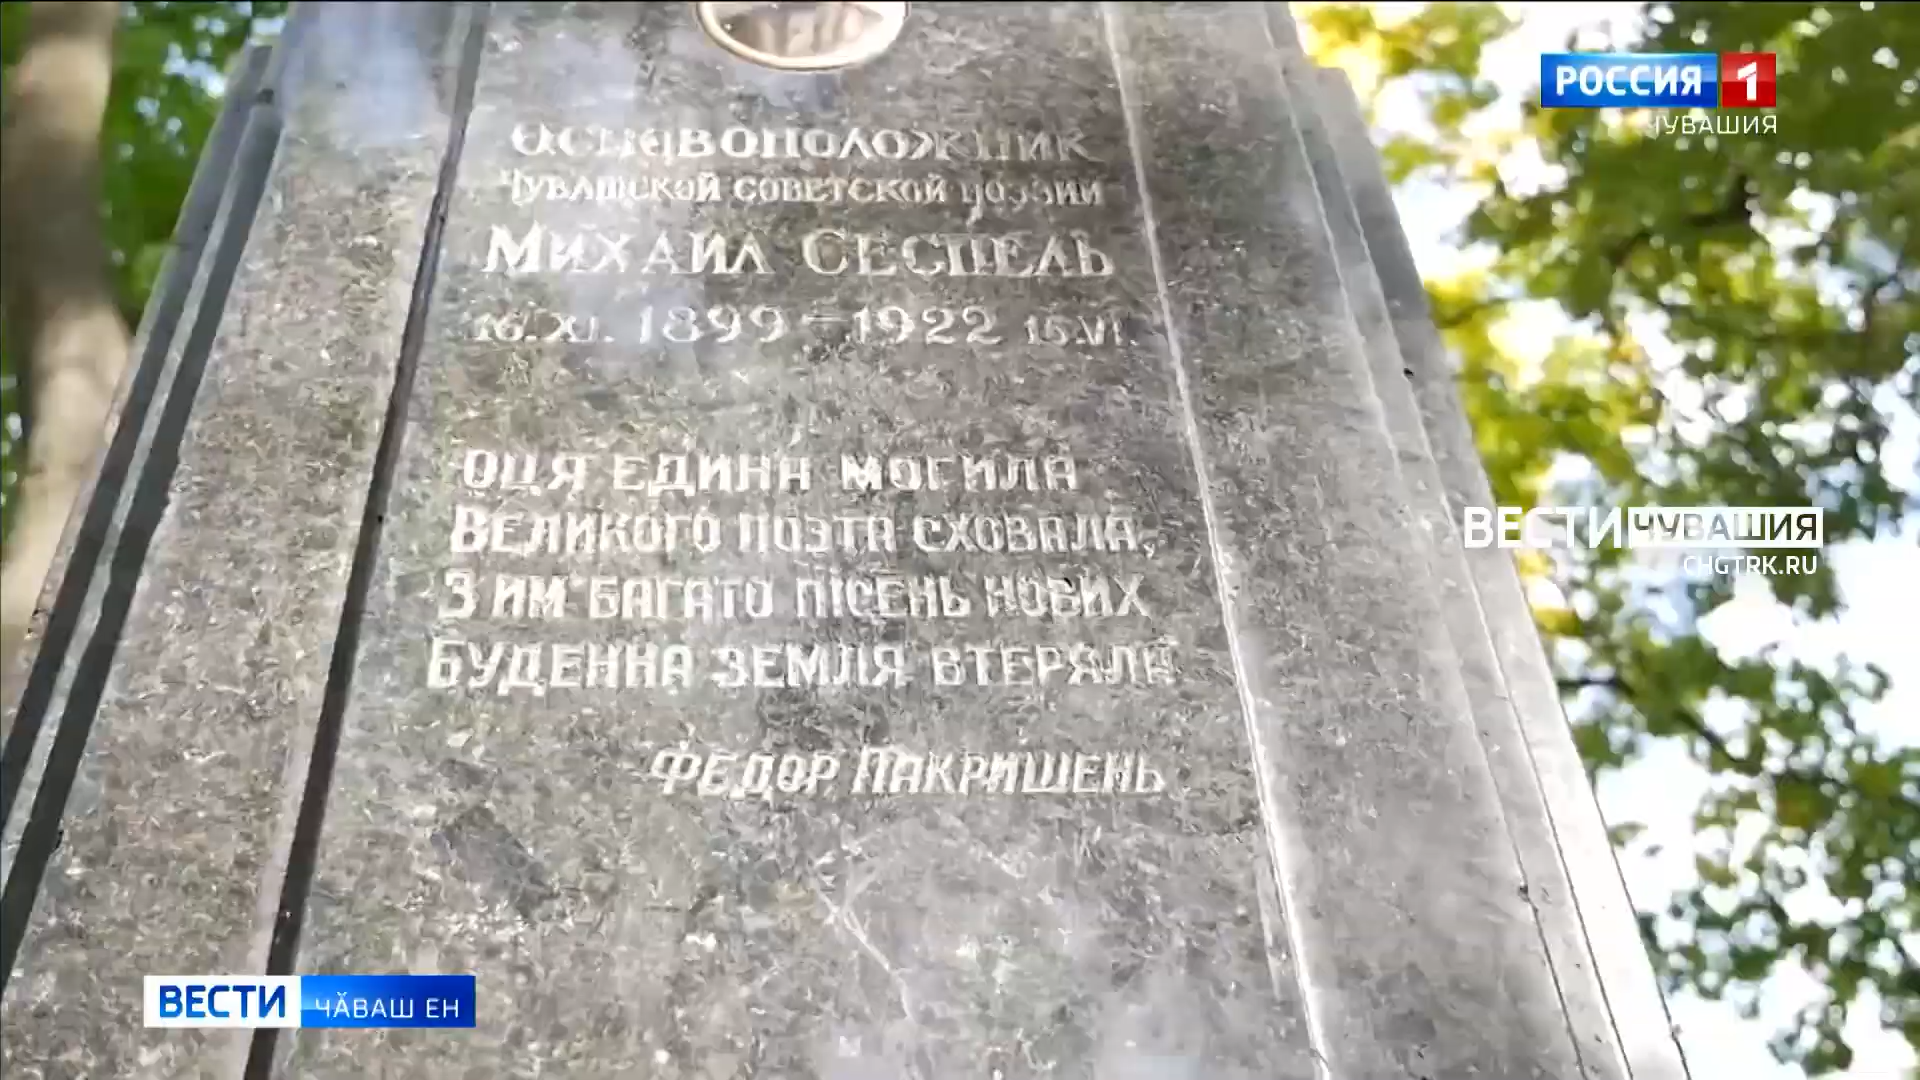 РОССИЯ 1
ЧУВАШИЯ
ОСНОВОПОЛОЖНИК
ЧУВАШСКОЙ СОВЕТСКОЙ ПОЭЗИИ
МИХАИЛ СЕСПЕЛЬ
16.XI. 1899-1922 15.VI.
ОЦЯ ЕДИНА МОГИЛА
ВЕЛИКОГО ПОЭТА СХОВАЛА,
З ИМ БАГАТО ПІСЕНЬ НОВИХ
БУДЕННА ЗЕМЛЯ ВТЕРЯЛА
ФЕДОР ПАКРИШЕНЬ
ВЕСТИ ЧУВАШИЯ
CHGTRK.RU
ВЕСТИ ЧӐВАШ ЕН